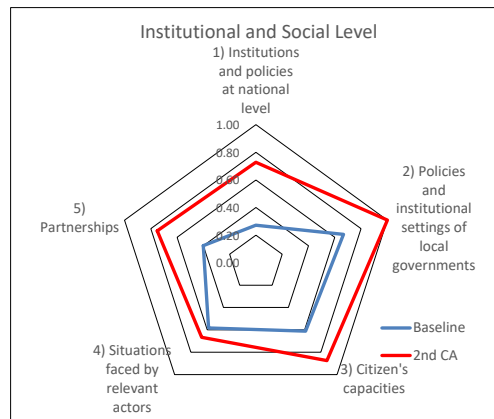 Institutional and Social Level
1) Institutions
and policies
at national
level
1.00
0.80
0.60
0.40
0.20
0.00
2) Policies
and
institutional
settings of
local
governments
5)
Partnerships
Baseline
2nd CA
4) Situations
faced by
relevant
actors
3) Citizen's
capacities